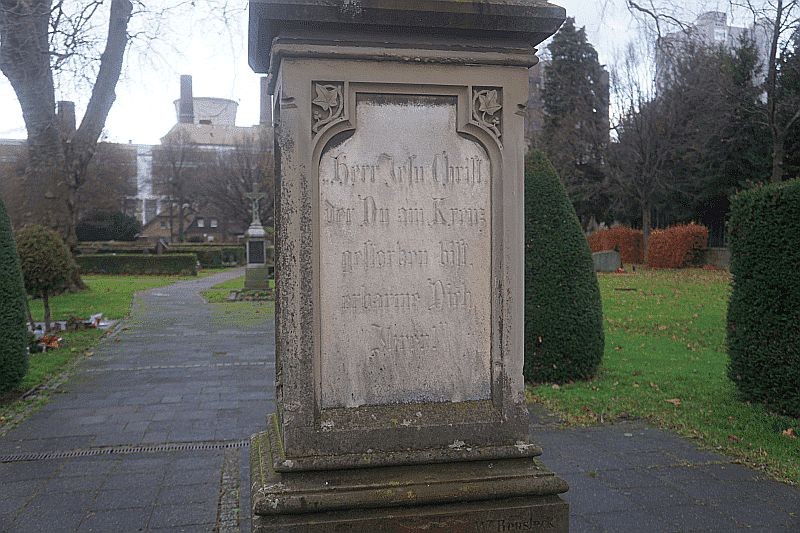 „Herr Jesu Christ
der Du am Kreuz
gestorben bist.
erbarme Dich